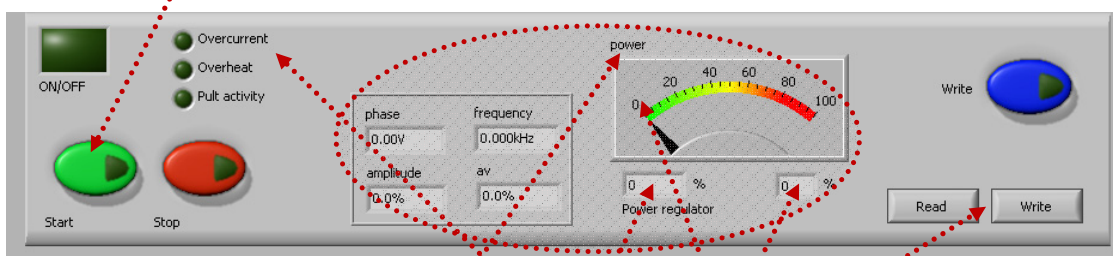 Overcurrent
ON/OFF
Overheat
Pult activity
Start
Stop
phase
frequency
0.00V
0.000kHz
amplitude
av
0.0%
0.0%
power
0
20
40
60
80
100
0 %
0 %
Power regulator
Write
Read
Write